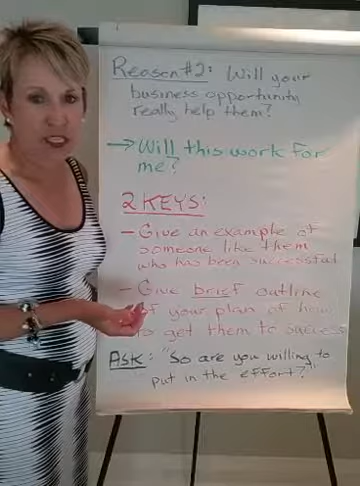 Reason #2: Will your
business opportunity
really help them?
→ Will this work for
me?
2 KEYS:
- Give an example of
someone like them
who has been successful
- Give brief outline
of your plan of how
to get them to success
Ask: "So are you willing to
put in the effort?"